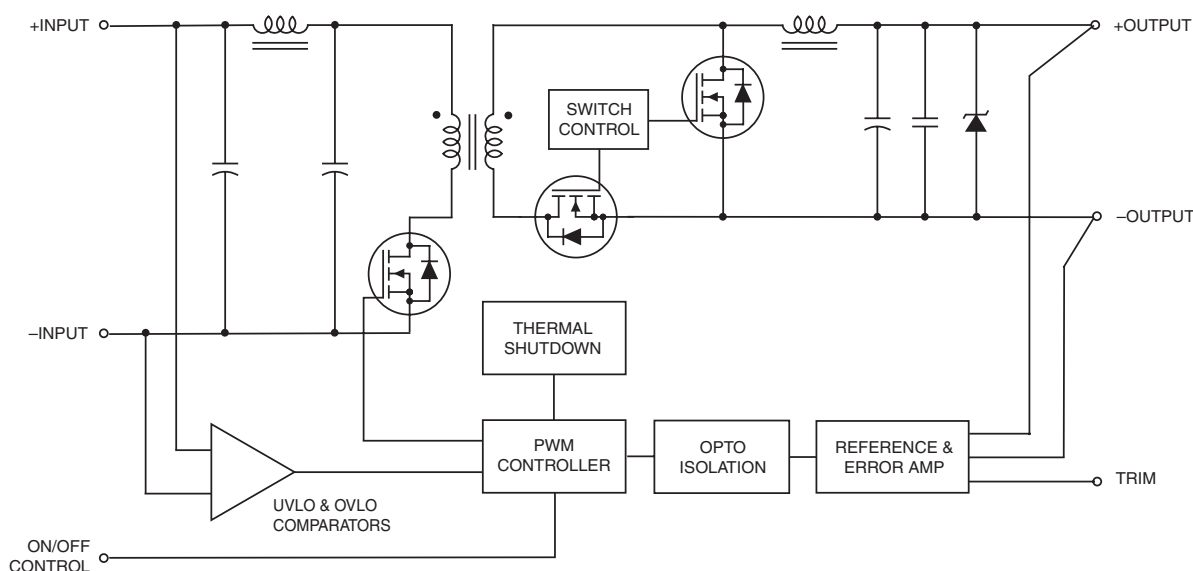 +INPUT
+OUTPUT
SWITCH
CONTROL
–OUTPUT
–INPUT
THERMAL
SHUTDOWN
PWM
CONTROLLER
OPTO
ISOLATION
REFERENCE &
ERROR AMP
TRIM
UVLO & OVLO
COMPARATORS
ON/OFF
CONTROL